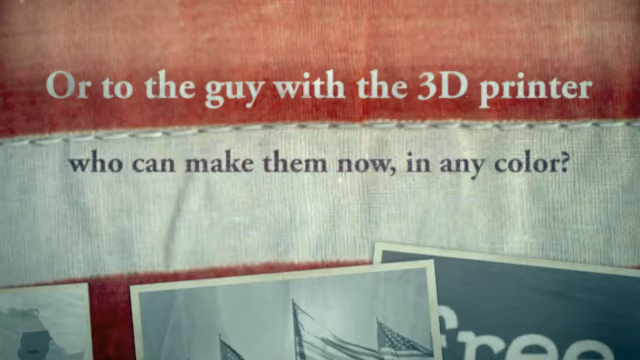 Or to the guy with the 3D printer
who can make them now, in any color?
free